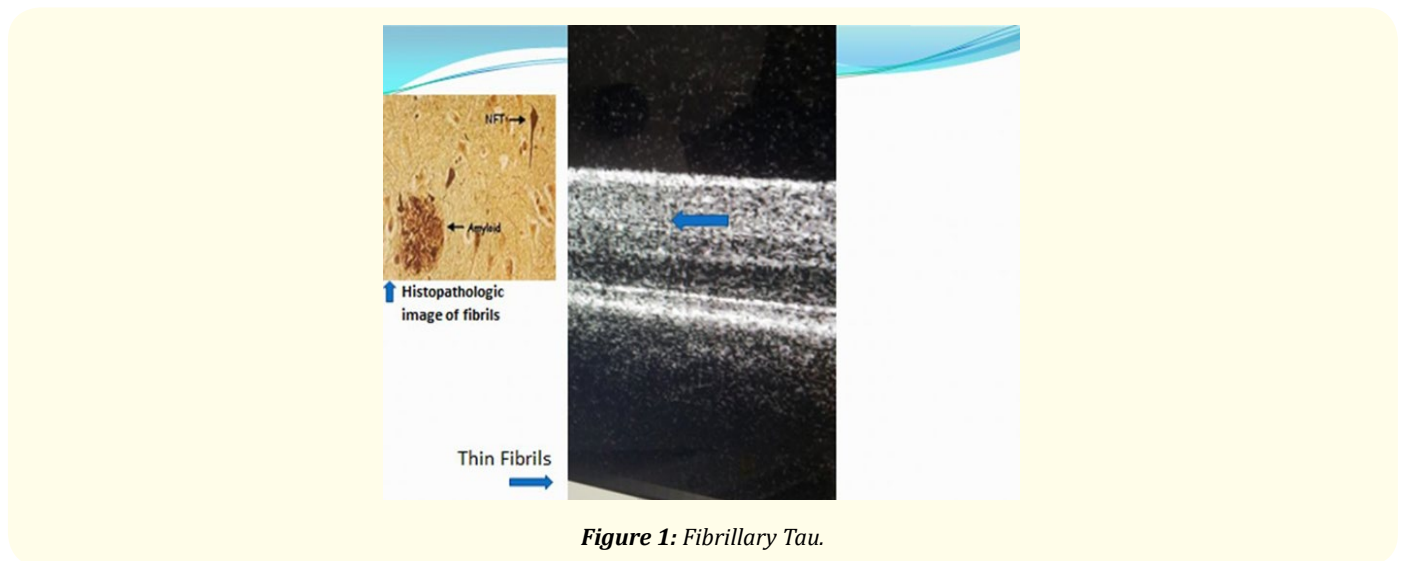 NFT
Amyloid
Histopathologic
image of fibrils
Thin Fibrils
Figure 1: Fibrillary Tau.